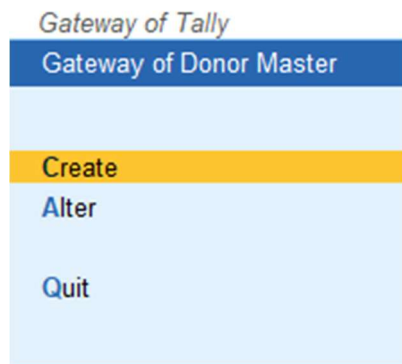 Gateway of Tally
Gateway of Donor Master
Create
Alter
Quit